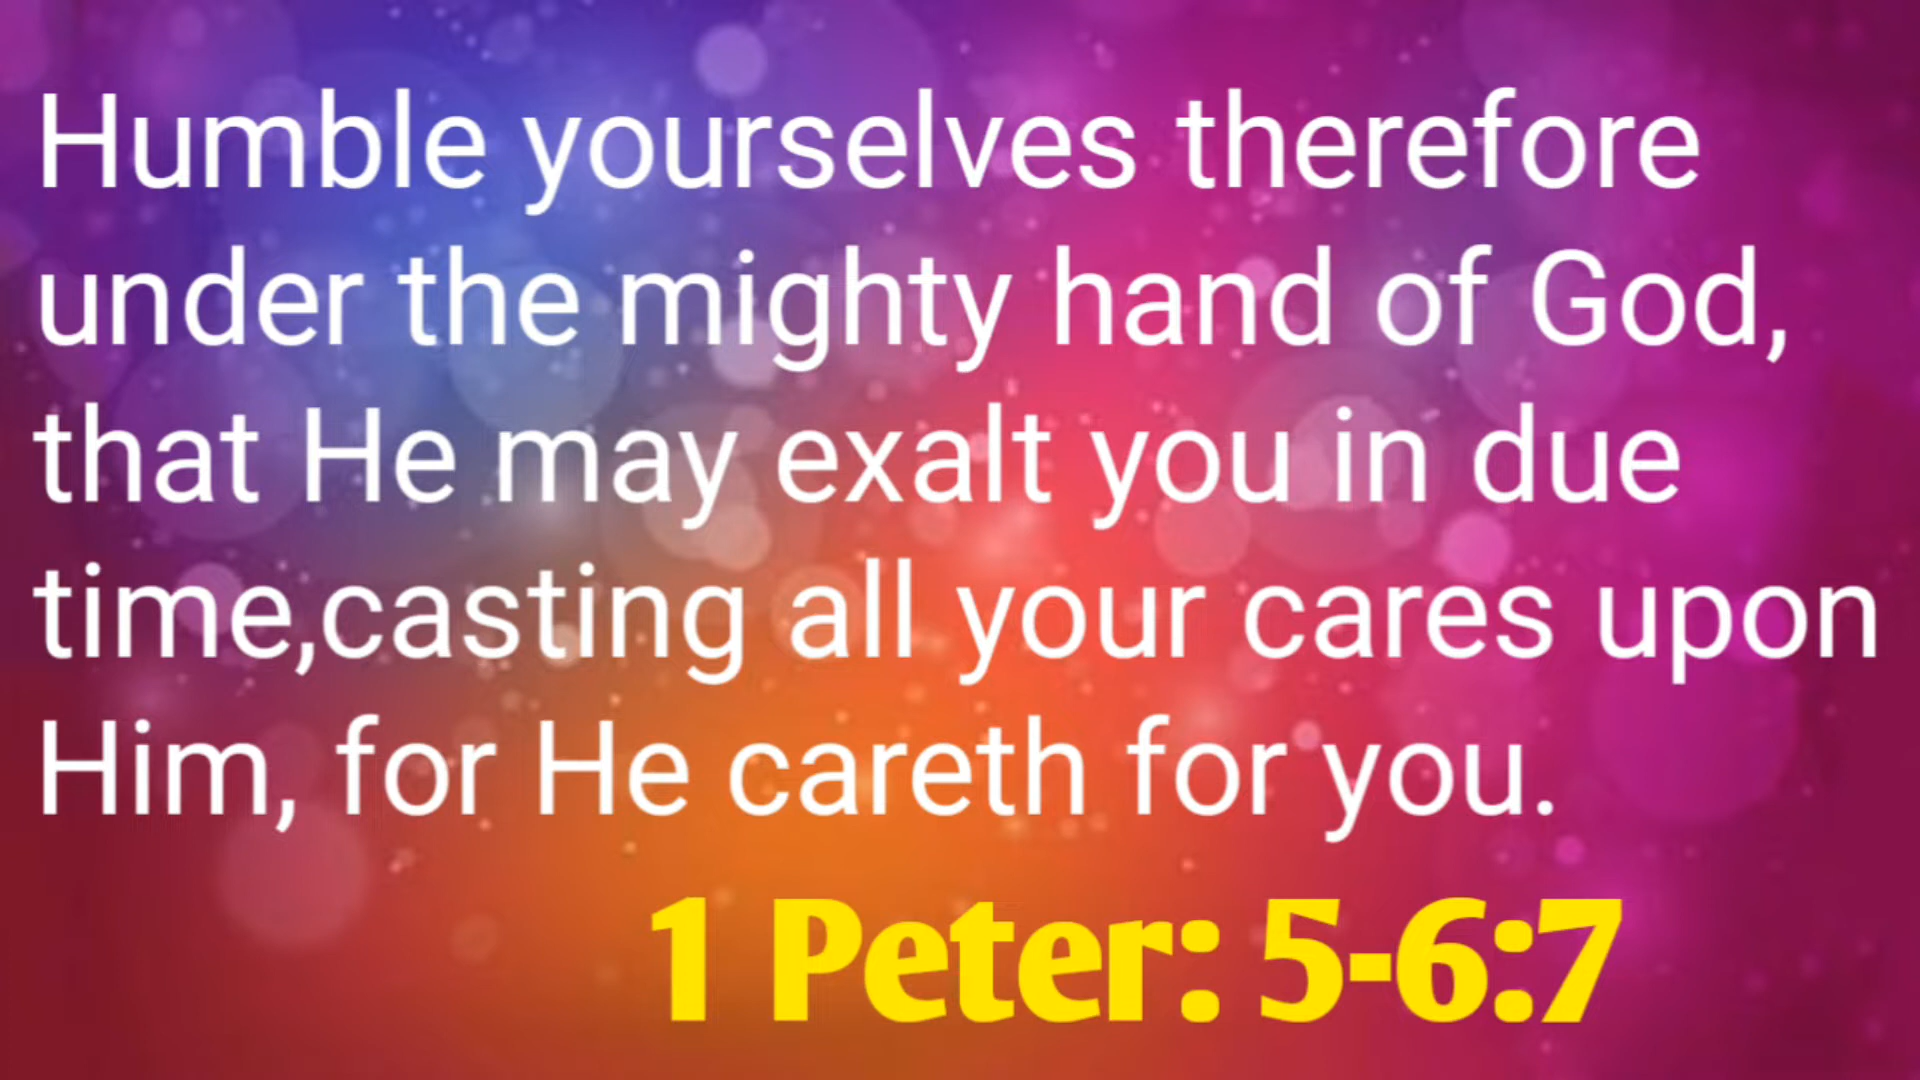 Humble yourselves therefore
under the mighty hand of God,
that He may exalt you in due
time,casting all your cares upon
Him, for He careth for you.
1 Peter: 5-6:7